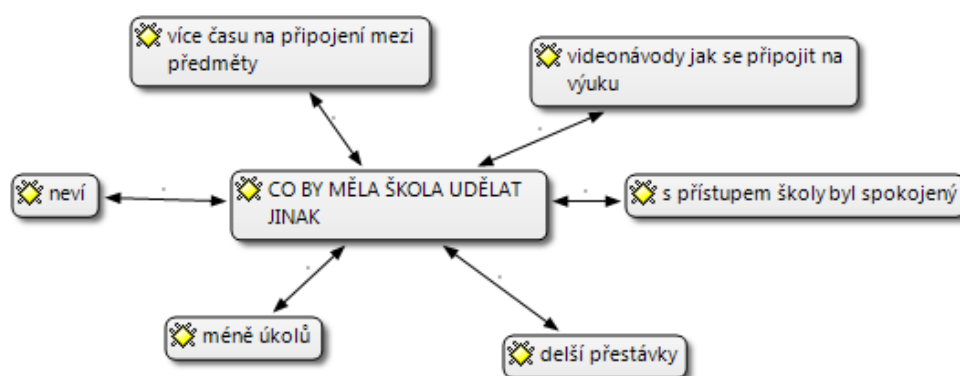 více času na připojení mezi
předměty
videonávody jak se připojit na
výuku
neví
CO BY MĚLA ŠKOLA UDĚLAT
JINAK
s přístupem školy byl spokojený
méně úkolů
delší přestávky